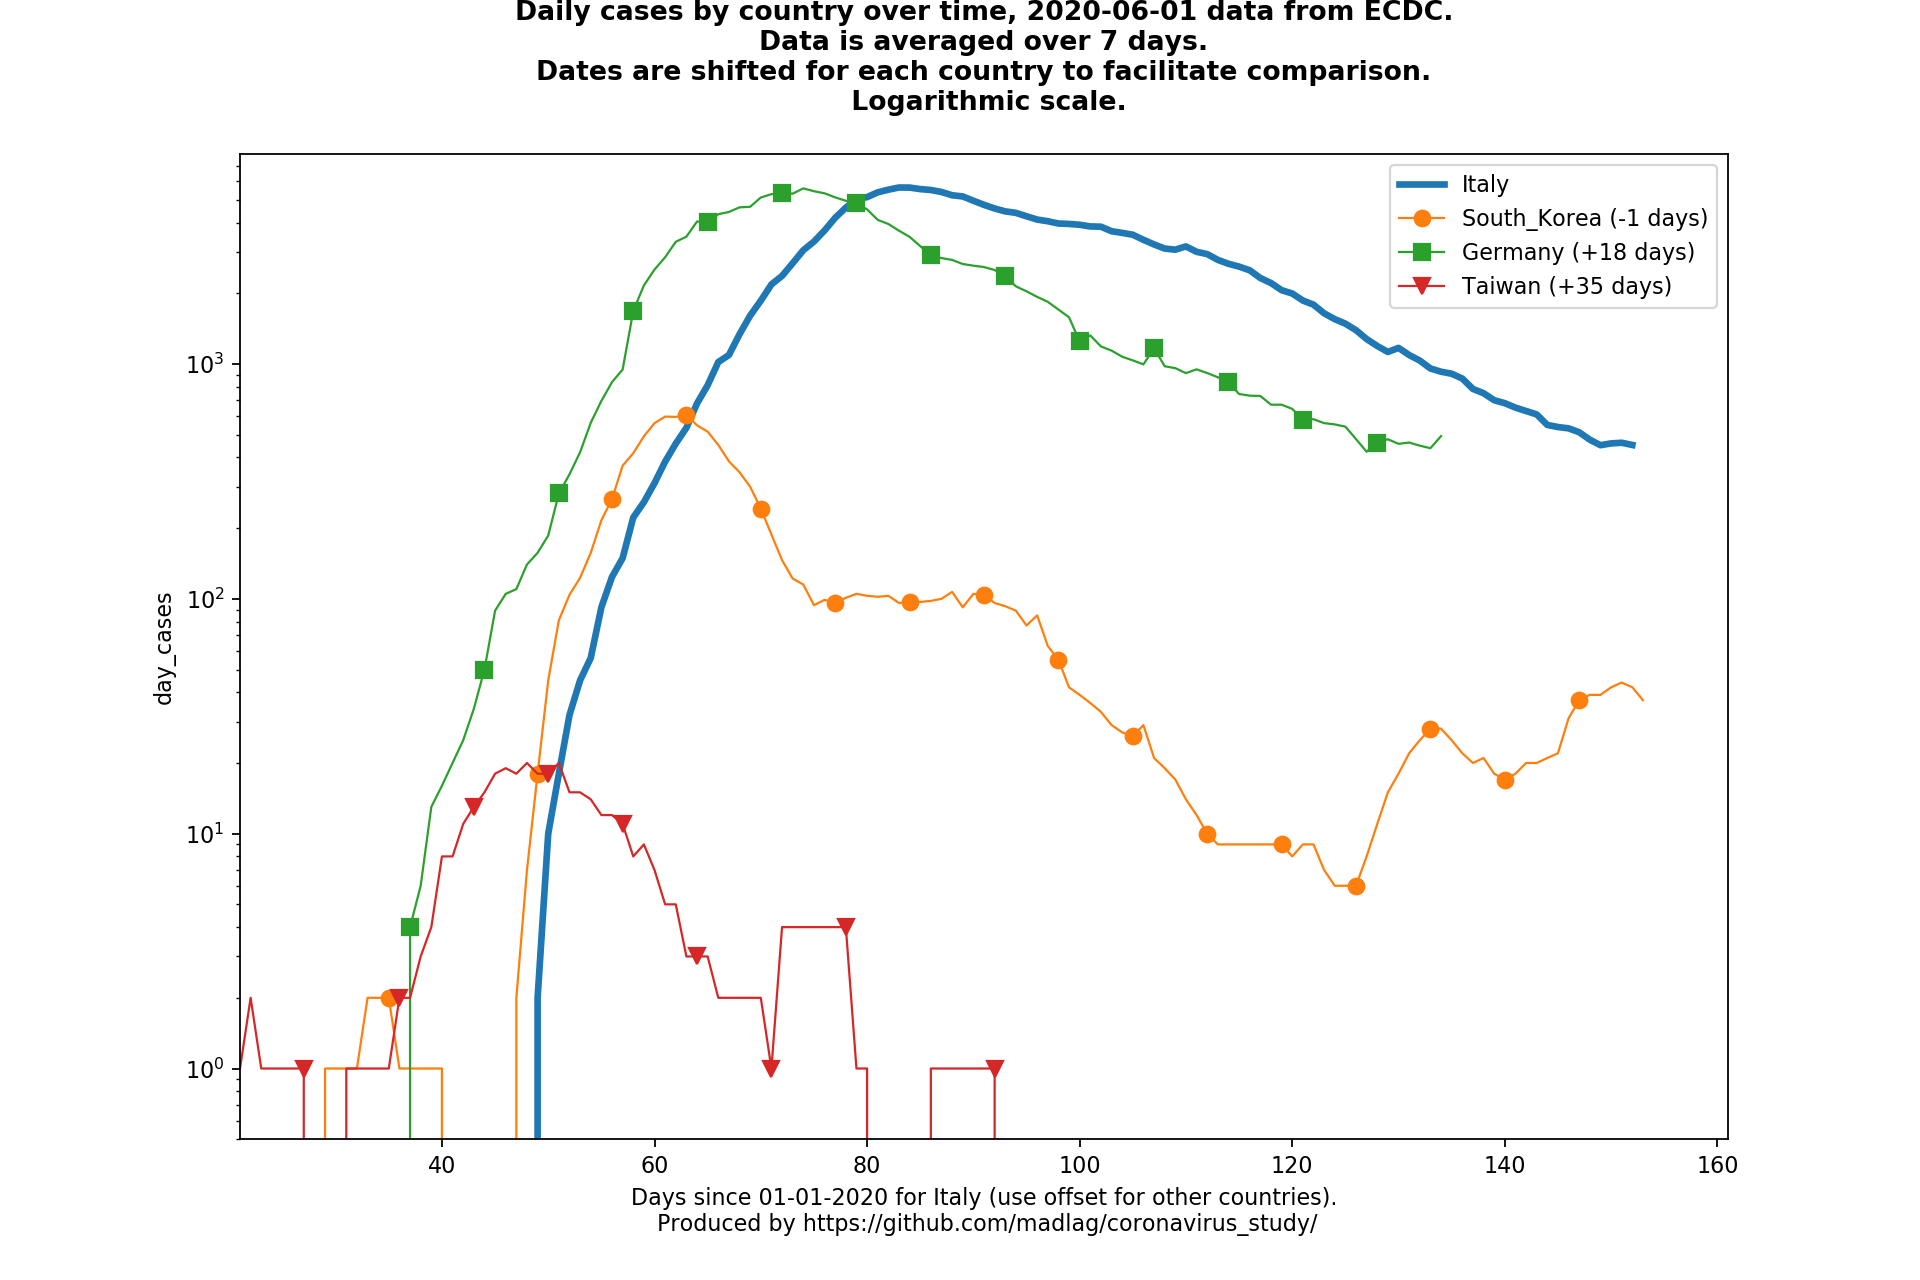 Daily cases by country over time, 2020-06-01 data from ECDC.
Data is averaged over 7 days.
Dates are shifted for each country to facilitate comparison.
Logarithmic scale.
Italy
South_Korea (-1 days)
Germany (+18 days)
Taiwan (+35 days)
10³
10²
10¹
10⁰
day_cases
40 60 80 100 120 140 160
Days since 01-01-2020 for Italy (use offset for other countries).
Produced by https://github.com/madlag/coronavirus_study/